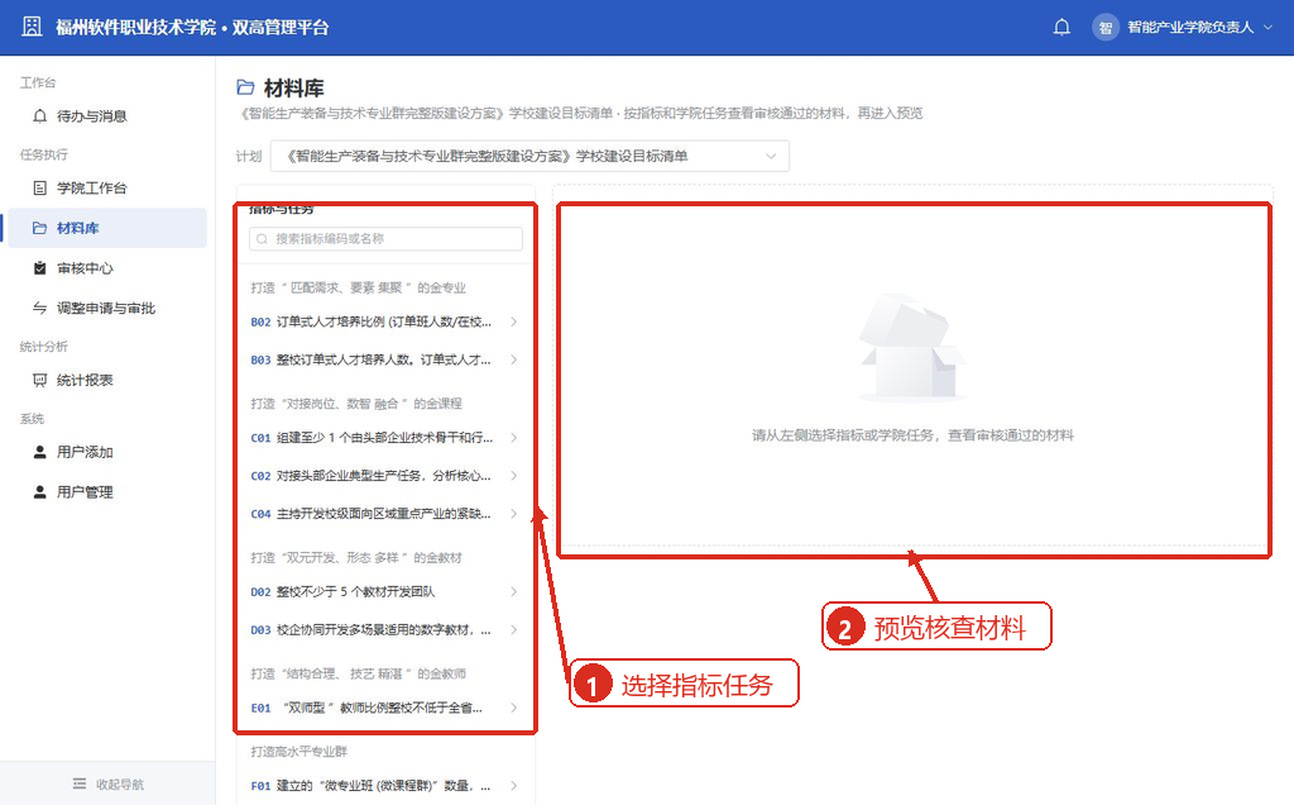 福州软件职业技术学院 • 双高管理平台
智 智能产业学院负责人
工作台
待办与消息
任务执行
学院工作台
材料库
审核中心
调整申请与审批
统计分析
统计报表
系统
用户添加
用户管理
收起导航
材料库
《智能生产装备与技术专业群完整版建设方案》学校建设目标清单 · 按指标和学院任务查看审核通过的材料，再进入预览
计划 《智能生产装备与技术专业群完整版建设方案》学校建设目标清单
指标与任务
搜索指标编码或名称
打造 “ 匹配需求、要素 集聚 ” 的金专业
B02 订单式人才培养比例 (订单班人数/在校...
B03 整校订单式人才培养人数。订单式人才...
打造 “对接岗位、数智 融合 ” 的金课程
C01 组建至少 1 个由头部企业技术骨干和行...
C02 对接头部企业典型生产任务，分析核心...
C04 主持开发校级面向区域重点产业的紧缺...
打造 “双元开发、形态 多样 ” 的金教材
D02 整校不少于 5 个教材开发团队
D03 校企协同开发多场景适用的数字教材，...
打造 “结构合理、 技艺 精湛 ” 的金教师
E01 “双师型 ” 教师比例整校不低于全省...
打造高水平专业群
F01 建立的 “微专业班 (微课程群)” 数量，...
请从左侧选择指标或学院任务，查看审核通过的材料
2 预览核查材料
1 选择指标任务